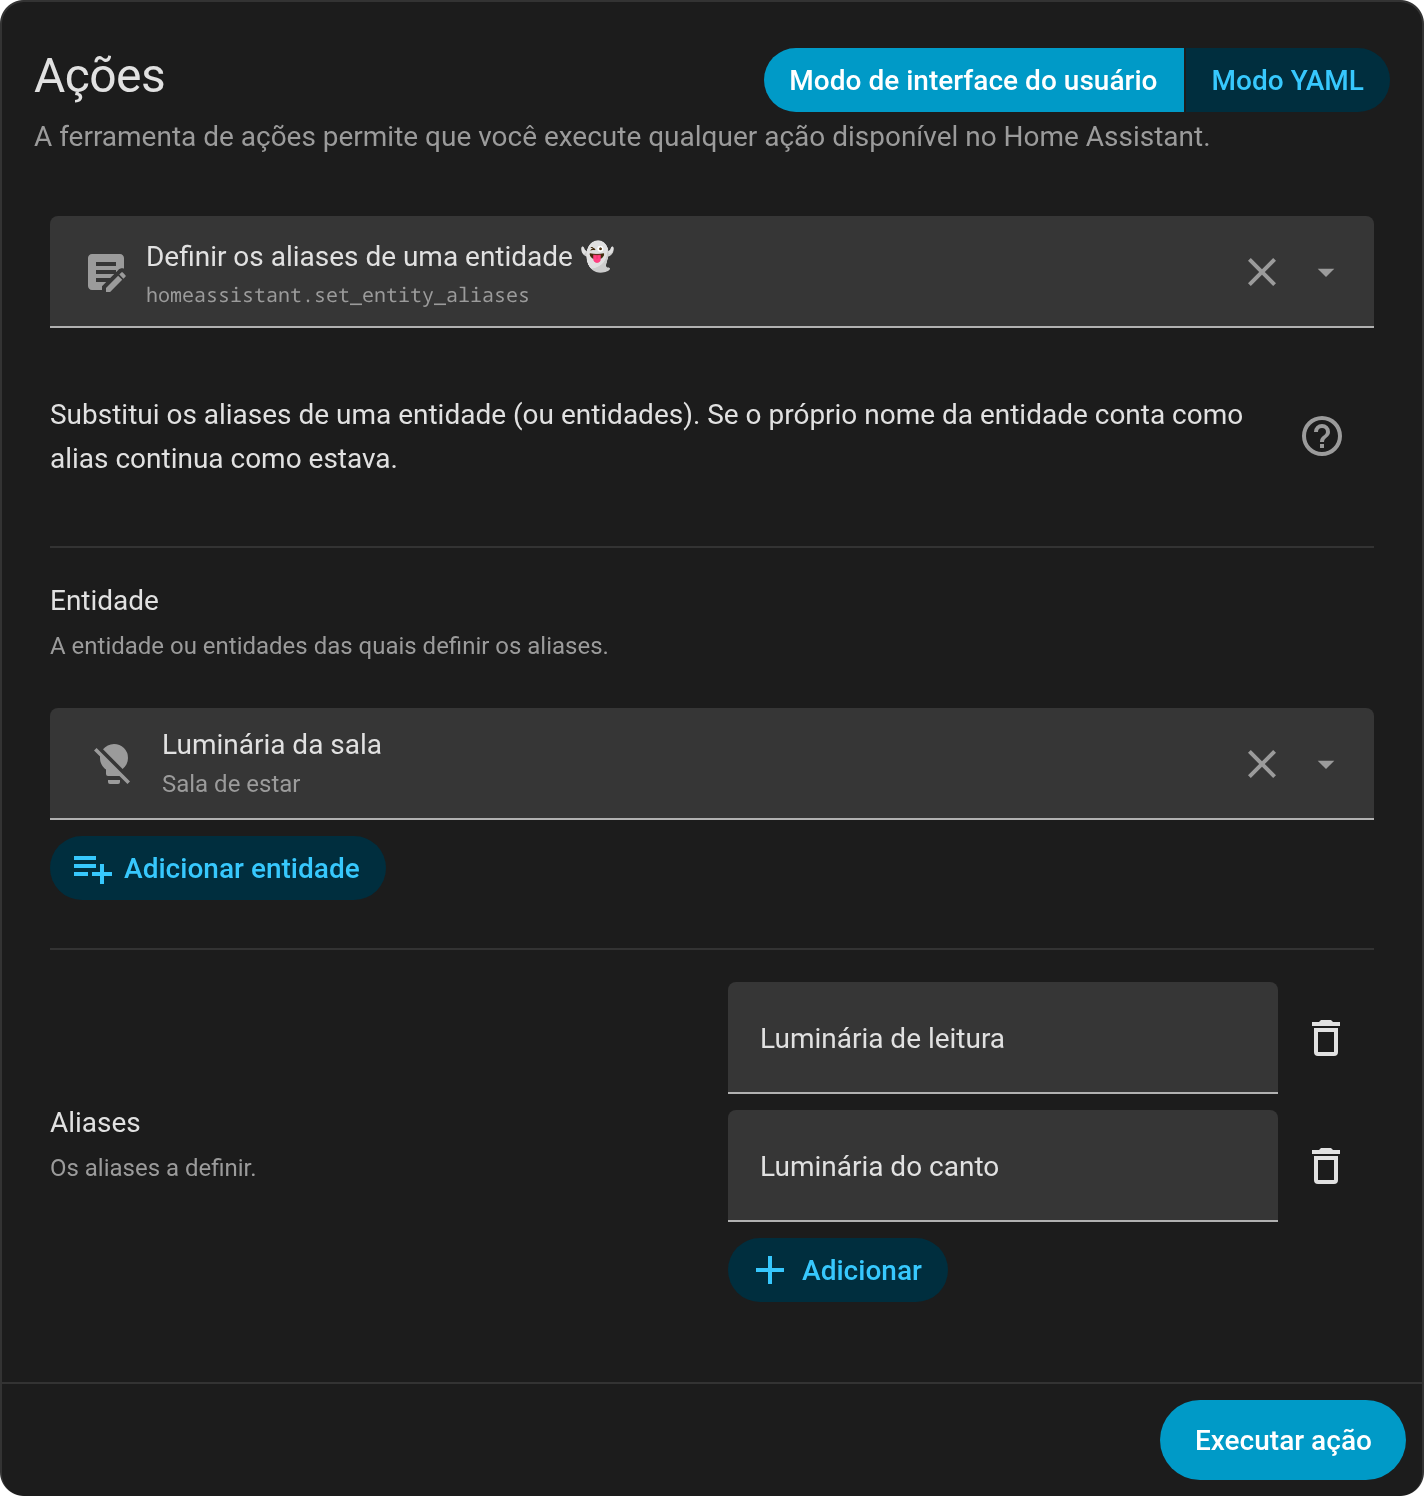 Ações
Modo de interface do usuário
Modo YAML
A ferramenta de ações permite que você execute qualquer ação disponível no Home Assistant.
Definir os aliases de uma entidade 👻
homeassistant.set_entity_aliases
Substitui os aliases de uma entidade (ou entidades). Se o próprio nome da entidade conta como
alias continua como estava.
Entidade
A entidade ou entidades das quais definir os aliases.
Luminária da sala
Sala de estar
Adicionar entidade
Aliases
Os aliases a definir.
Luminária de leitura
Luminária do canto
Adicionar
Executar ação